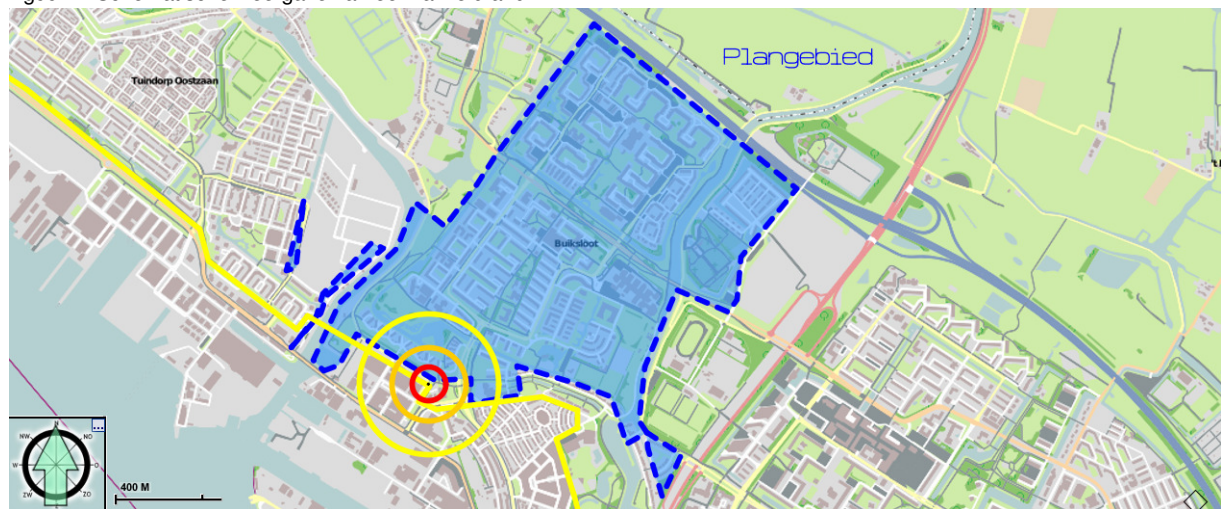 Plangebied
Tuindorp Oostzaan
Buiksloot
...
N
NW
NO
W
O
ZW
ZO
400 M